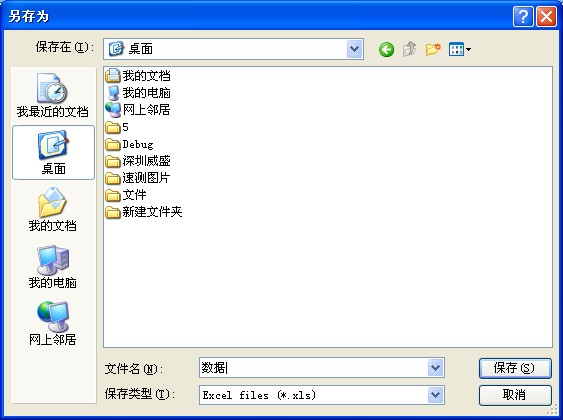 另存为
保存在(I):
桌面
我最近的文档
桌面
我的文档
我的电脑
网上邻居
我的文档
我的电脑
网上邻居
5
Debug
深圳威盛
速测图片
文件
新建文件夹
文件名(N):
数据
保存(S)
保存类型(T):
Excel files (*.xls)
取消